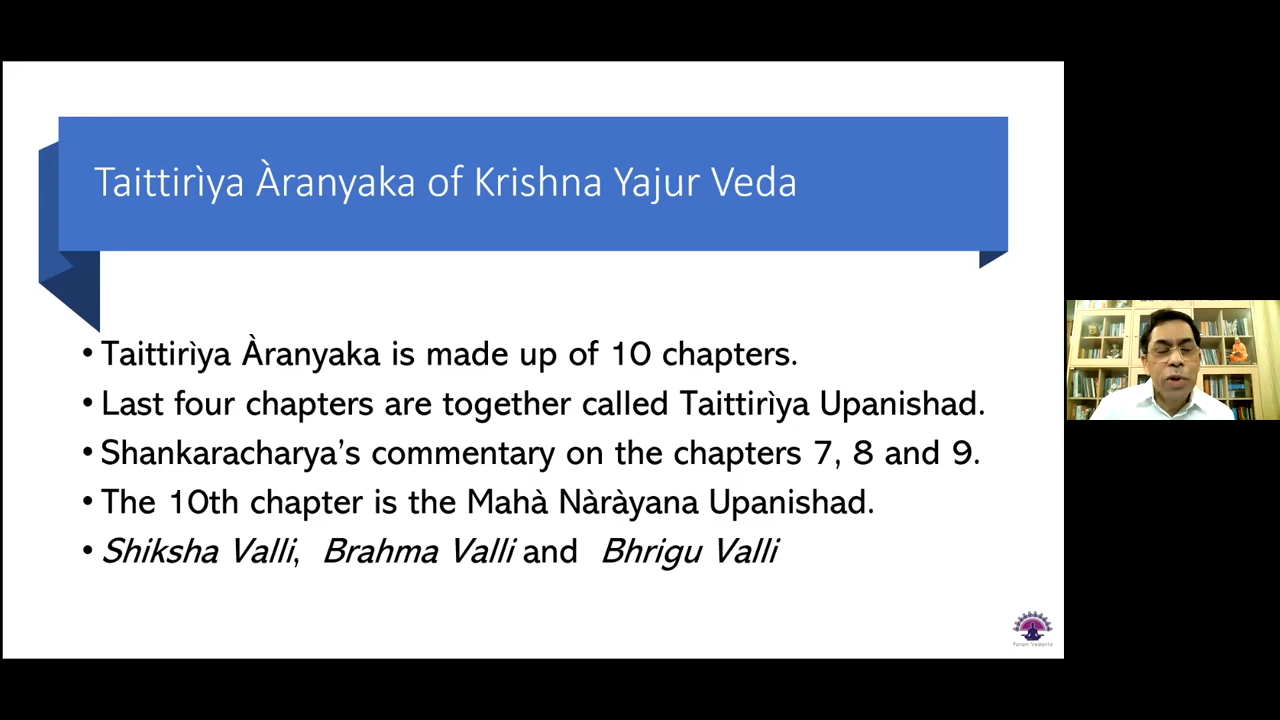 Taittirìya Àranyaka of Krishna Yajur Veda
• Taittirìya Àranyaka is made up of 10 chapters.
• Last four chapters are together called Taittirìya Upanishad.
• Shankaracharya’s commentary on the chapters 7, 8 and 9.
• The 10th chapter is the Mahà Nàràyana Upanishad.
• Shiksha Valli, Brahma Valli and Bhrigu Valli
Param Vedanta